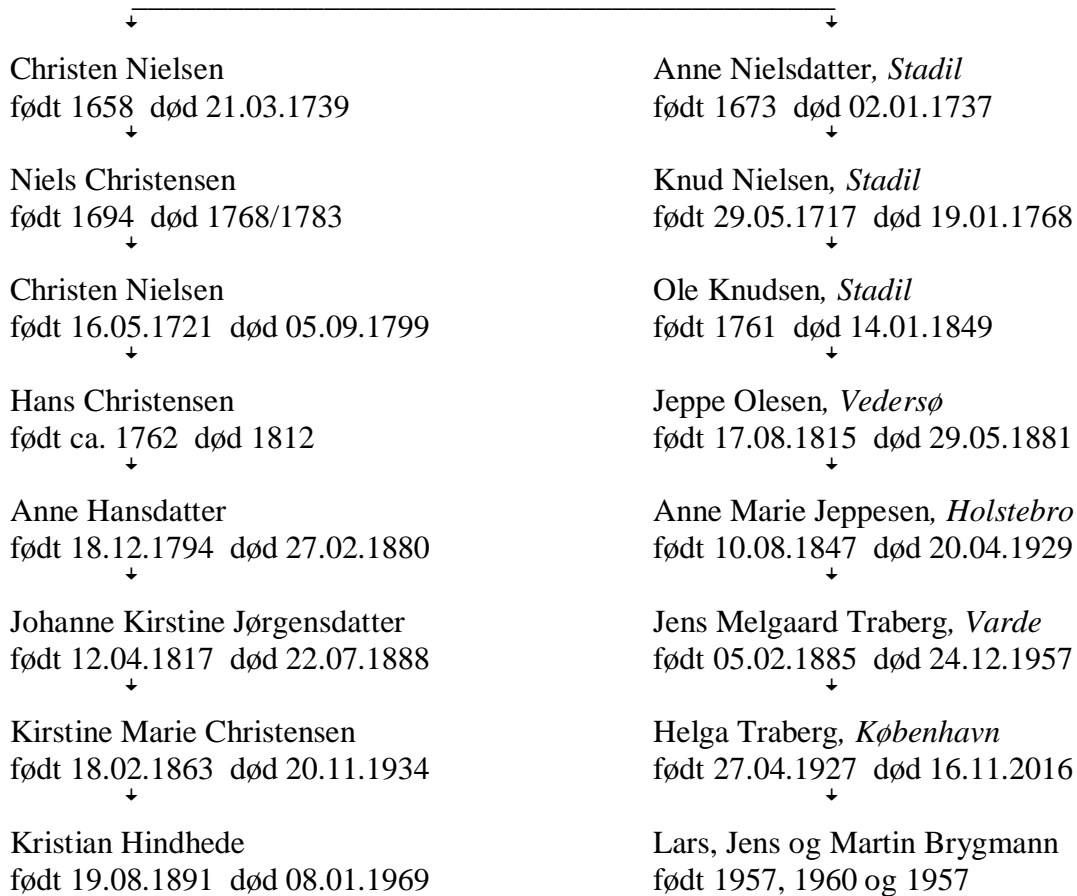 Christen Nielsen
født 1658 død 21.03.1739
Niels Christensen
født 1694 død 1768/1783
Christen Nielsen
født 16.05.1721 død 05.09.1799
Hans Christensen
født ca. 1762 død 1812
Anne Hansdatter
født 18.12.1794 død 27.02.1880
Johanne Kirstine Jørgensdatter
født 12.04.1817 død 22.07.1888
Kirstine Marie Christensen
født 18.02.1863 død 20.11.1934
Kristian Hindhede
født 19.08.1891 død 08.01.1969
Anne Nielsdatter, Stadil
født 1673 død 02.01.1737
Knud Nielsen, Stadil
født 29.05.1717 død 19.01.1768
Ole Knudsen, Stadil
født 1761 død 14.01.1849
Jeppe Olesen, Vedersø
født 17.08.1815 død 29.05.1881
Anne Marie Jeppesen, Holstebro
født 10.08.1847 død 20.04.1929
Jens Melgaard Traberg, Varde
født 05.02.1885 død 24.12.1957
Helga Traberg, København
født 27.04.1927 død 16.11.2016
Lars, Jens og Martin Brygmann
født 1957, 1960 og 1957